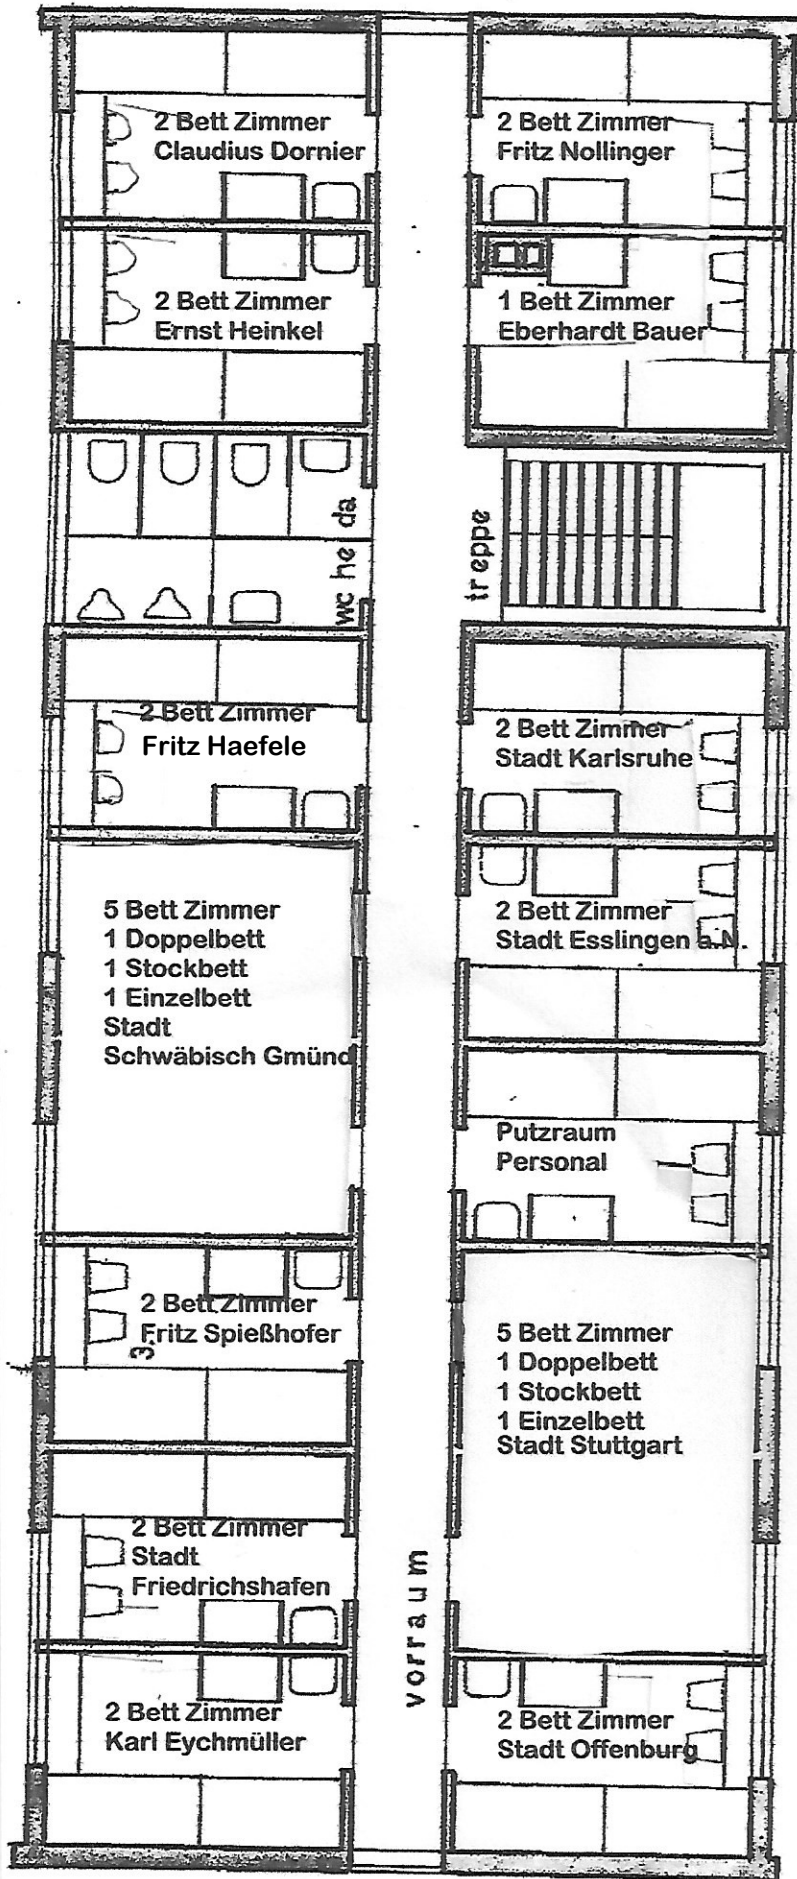 2 Bett Zimmer
Claudius Dornier
2 Bett Zimmer
Fritz Nollinger
2 Bett Zimmer
Ernst Heinkel
1 Bett Zimmer
Eberhardt Bauer
wc he da
treppe
2 Bett Zimmer
Fritz Haefele
2 Bett Zimmer
Stadt Karlsruhe
5 Bett Zimmer
1 Doppelbett
1 Stockbett
1 Einzelbett
Stadt
Schwäbisch Gmünd
2 Bett Zimmer
Stadt Esslingen a.N.
Putzraum
Personal
2 Bett Zimmer
Fritz Spießhofer
3.
5 Bett Zimmer
1 Doppelbett
1 Stockbett
1 Einzelbett
Stadt Stuttgart
2 Bett Zimmer
Stadt
Friedrichshafen
vorraum
2 Bett Zimmer
Karl Eychmüller
2 Bett Zimmer
Stadt Offenburg